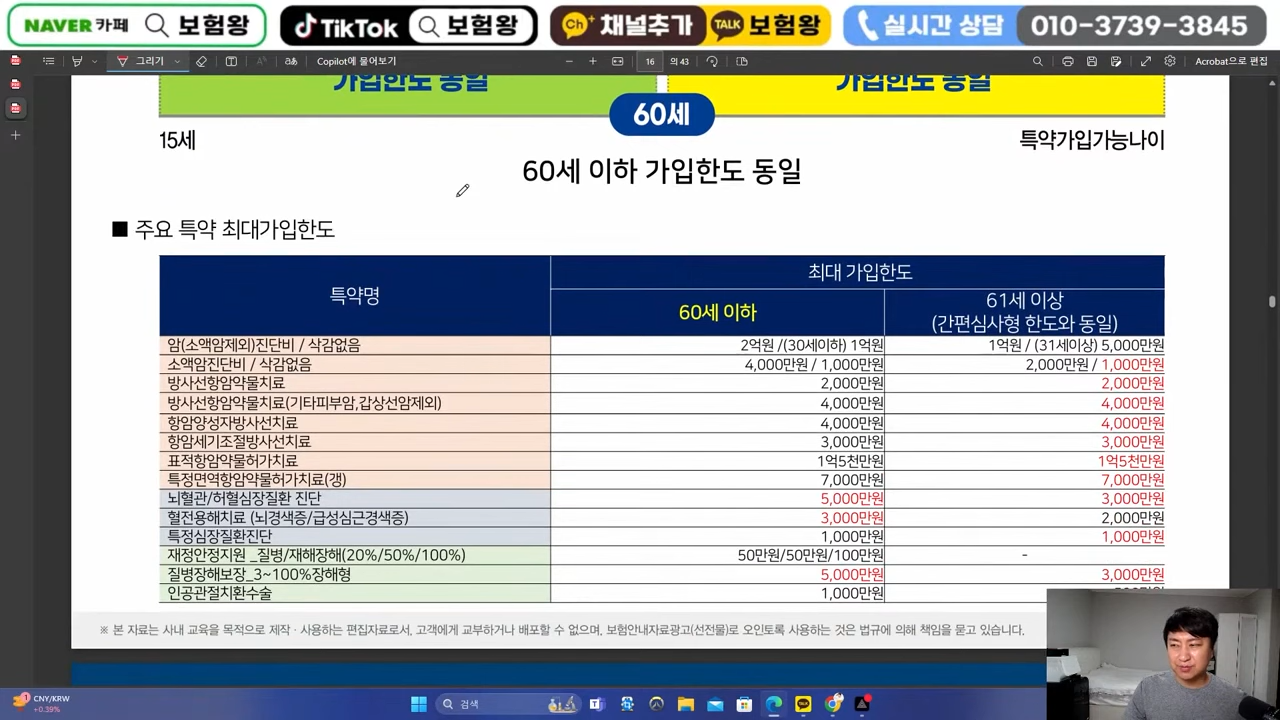 NAVER 카페 보험왕 TikTok 보험왕 Ch+ 채널추가 TALK 보험왕 실시간 상담 010-3739-3845
그리기 Copilot에 물어보기 16 의 43 Acrobat으로 편집
가입한도 동일 가입한도 동일
60세
15세 특약가입가능나이
60세 이하 가입한도 동일
■ 주요 특약 최대가입한도
특약명 최대 가입한도
60세 이하 61세 이상
(간편심사형 한도와 동일)
암(소액암제외)진단비 / 삭감없음 2억원 /(30세이하) 1억원 1억원 / (31세이상) 5,000만원
소액암진단비 / 삭감없음 4,000만원 / 1,000만원 2,000만원 / 1,000만원
방사선항암약물치료 2,000만원 2,000만원
방사선항암약물치료(기타피부암,갑상선암제외) 4,000만원 4,000만원
항암양성자방사선치료 4,000만원 4,000만원
항암세기조절방사선치료 3,000만원 3,000만원
표적항암약물허가치료 1억5천만원 1억5천만원
특정면역항암약물허가치료(갱) 7,000만원 7,000만원
뇌혈관/허혈심장질환 진단 5,000만원 3,000만원
혈전용해치료 (뇌경색증/급성심근경색증) 3,000만원 2,000만원
특정심장질환진단 1,000만원 1,000만원
재정안정지원 _질병/재해장해(20%/50%/100%) 50만원/50만원/100만원 -
질병장해보장_3~100%장해형 5,000만원 3,000만원
인공관절치환수술 1,000만원
※ 본 자료는 사내 교육을 목적으로 제작ㆍ사용하는 편집자료로서, 고객에게 교부하거나 배포할 수 없으며, 보험안내자료광고(선전물)로 오인토록 사용하는 것은 법규에 의해 책임을 묻고 있습니다.
CNY/KRW
+0.39%
검색